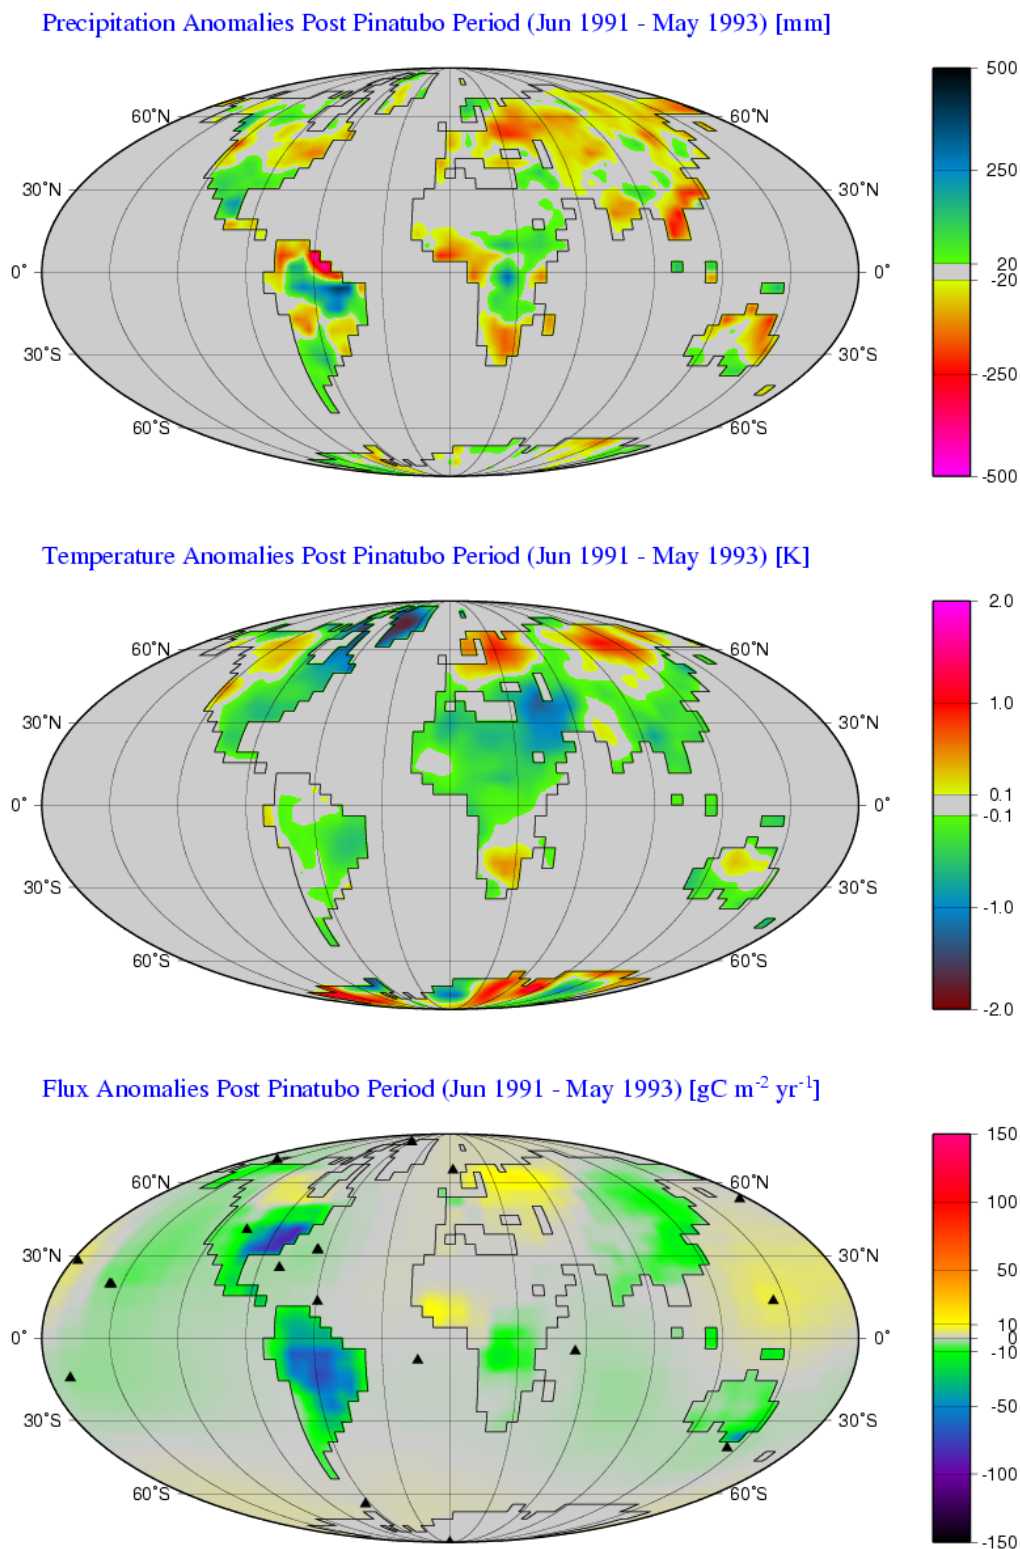 Precipitation Anomalies Post Pinatubo Period (Jun 1991 - May 1993) [mm]
500
60°N
60°N
250
30°N
30°N
20
0°
0°
-20
30°S
30°S
-250
60°S
60°S
-500
Temperature Anomalies Post Pinatubo Period (Jun 1991 - May 1993) [K]
2.0
60°N
60°N
1.0
30°N
30°N
0.1
0°
0°
-0.1
30°S
30°S
-1.0
60°S
60°S
-2.0
Flux Anomalies Post Pinatubo Period (Jun 1991 - May 1993) [gC m-2 yr-1]
150
100
60°N
60°N
50
30°N
30°N
10
0°
0°
0
-10
-50
30°S
30°S
-100
60°S
60°S
-150